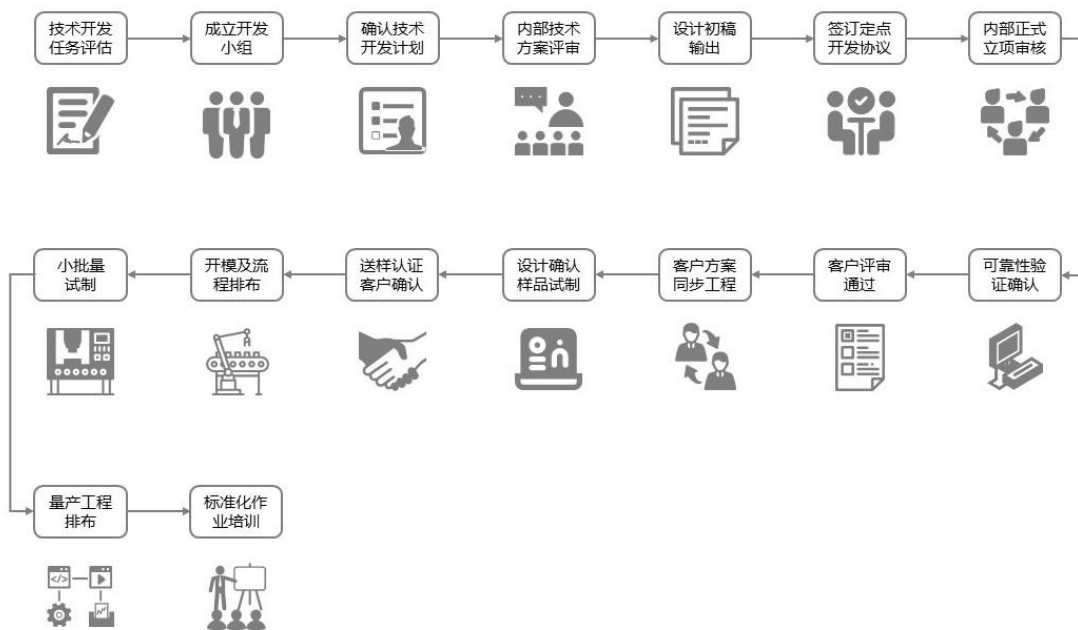 技术开发
任务评估
成立开发
小组
确认技术
开发计划
内部技术
方案评审
设计初稿
输出
签订定点
开发协议
内部正式
立项审核
可靠性验
证确认
客户评审
通过
客户方案
同步工程
设计确认
样品试制
送样认证
客户确认
开模及流
程排布
小批量
试制
量产工程
排布
标准化作
业培训